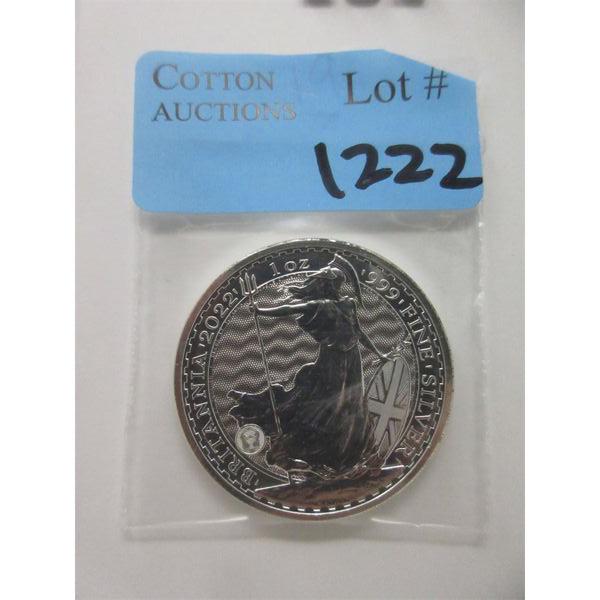 COTTON
AUCTIONS
Lot #
1222
BRITANNIA 2022 1 oz 999 FINE SILVER